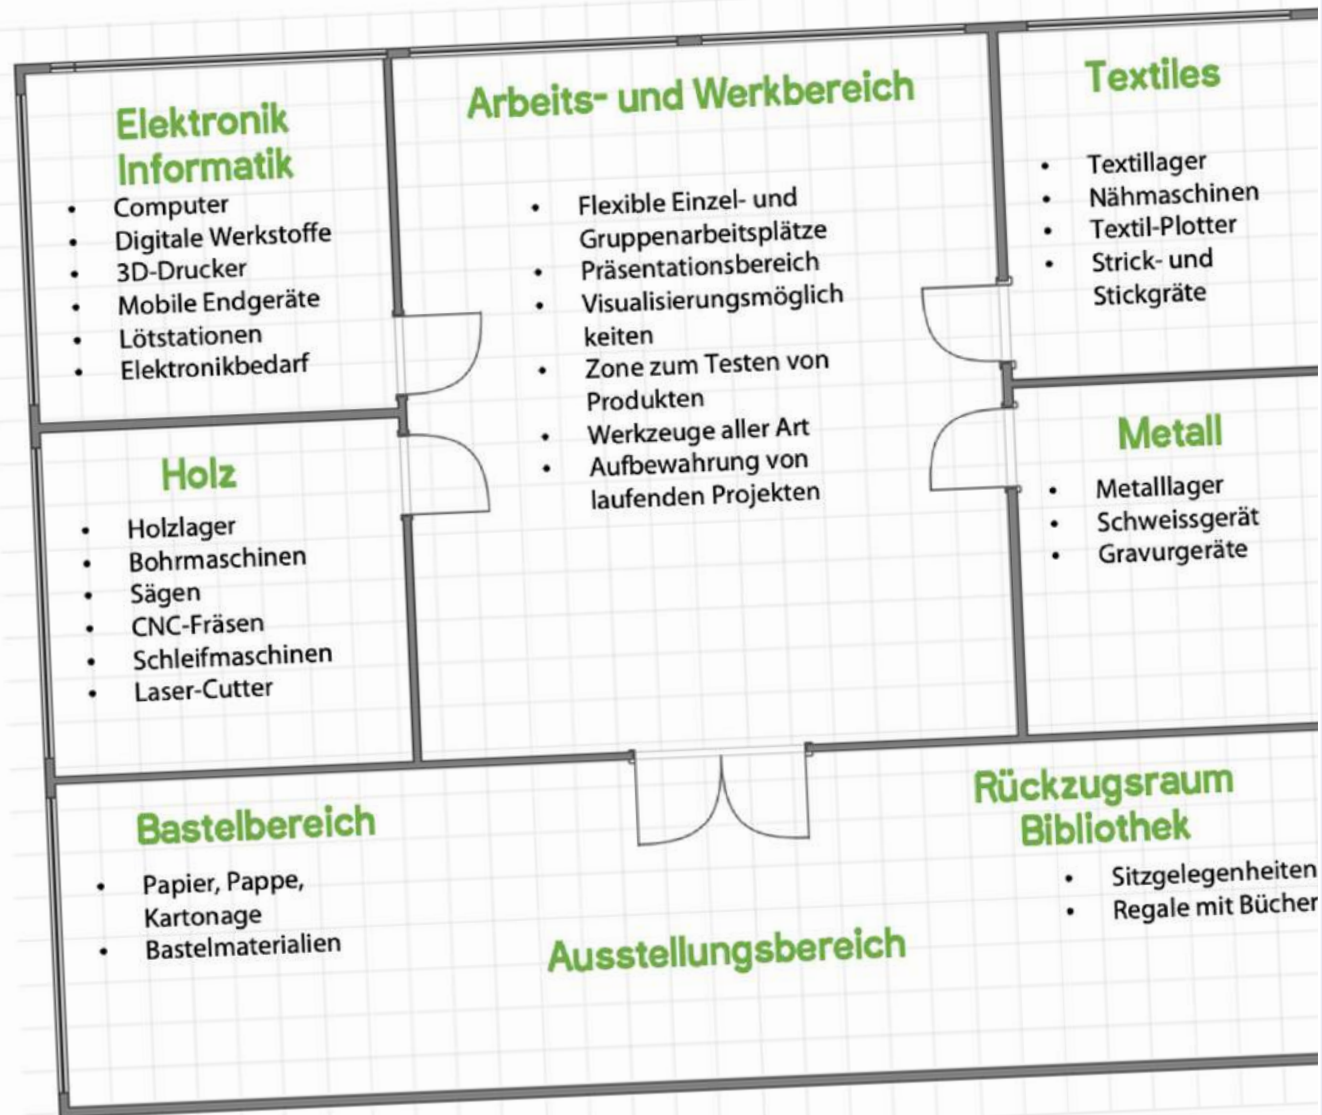 Elektronik
Informatik
• Computer
• Digitale Werkstoffe
• 3D-Drucker
• Mobile Endgeräte
• Lötstationen
• Elektronikbedarf
Arbeits- und Werkbereich
• Flexible Einzel- und
Gruppenarbeitsplätze
• Präsentationsbereich
• Visualisierungsmöglich
keiten
• Zone zum Testen von
Produkten
• Werkzeuge aller Art
• Aufbewahrung von
laufenden Projekten
Textiles
• Textillager
• Nähmaschinen
• Textil-Plotter
• Strick- und
Stickgräte
Holz
• Holzlager
• Bohrmaschinen
• Sägen
• CNC-Fräsen
• Schleifmaschinen
• Laser-Cutter
Metall
• Metalllager
• Schweissgerät
• Gravurgeräte
Bastelbereich
• Papier, Pappe,
Kartonage
• Bastelmaterialien
Ausstellungsbereich
Rückzugsraum
Bibliothek
• Sitzgelegenheiten
• Regale mit Bücher